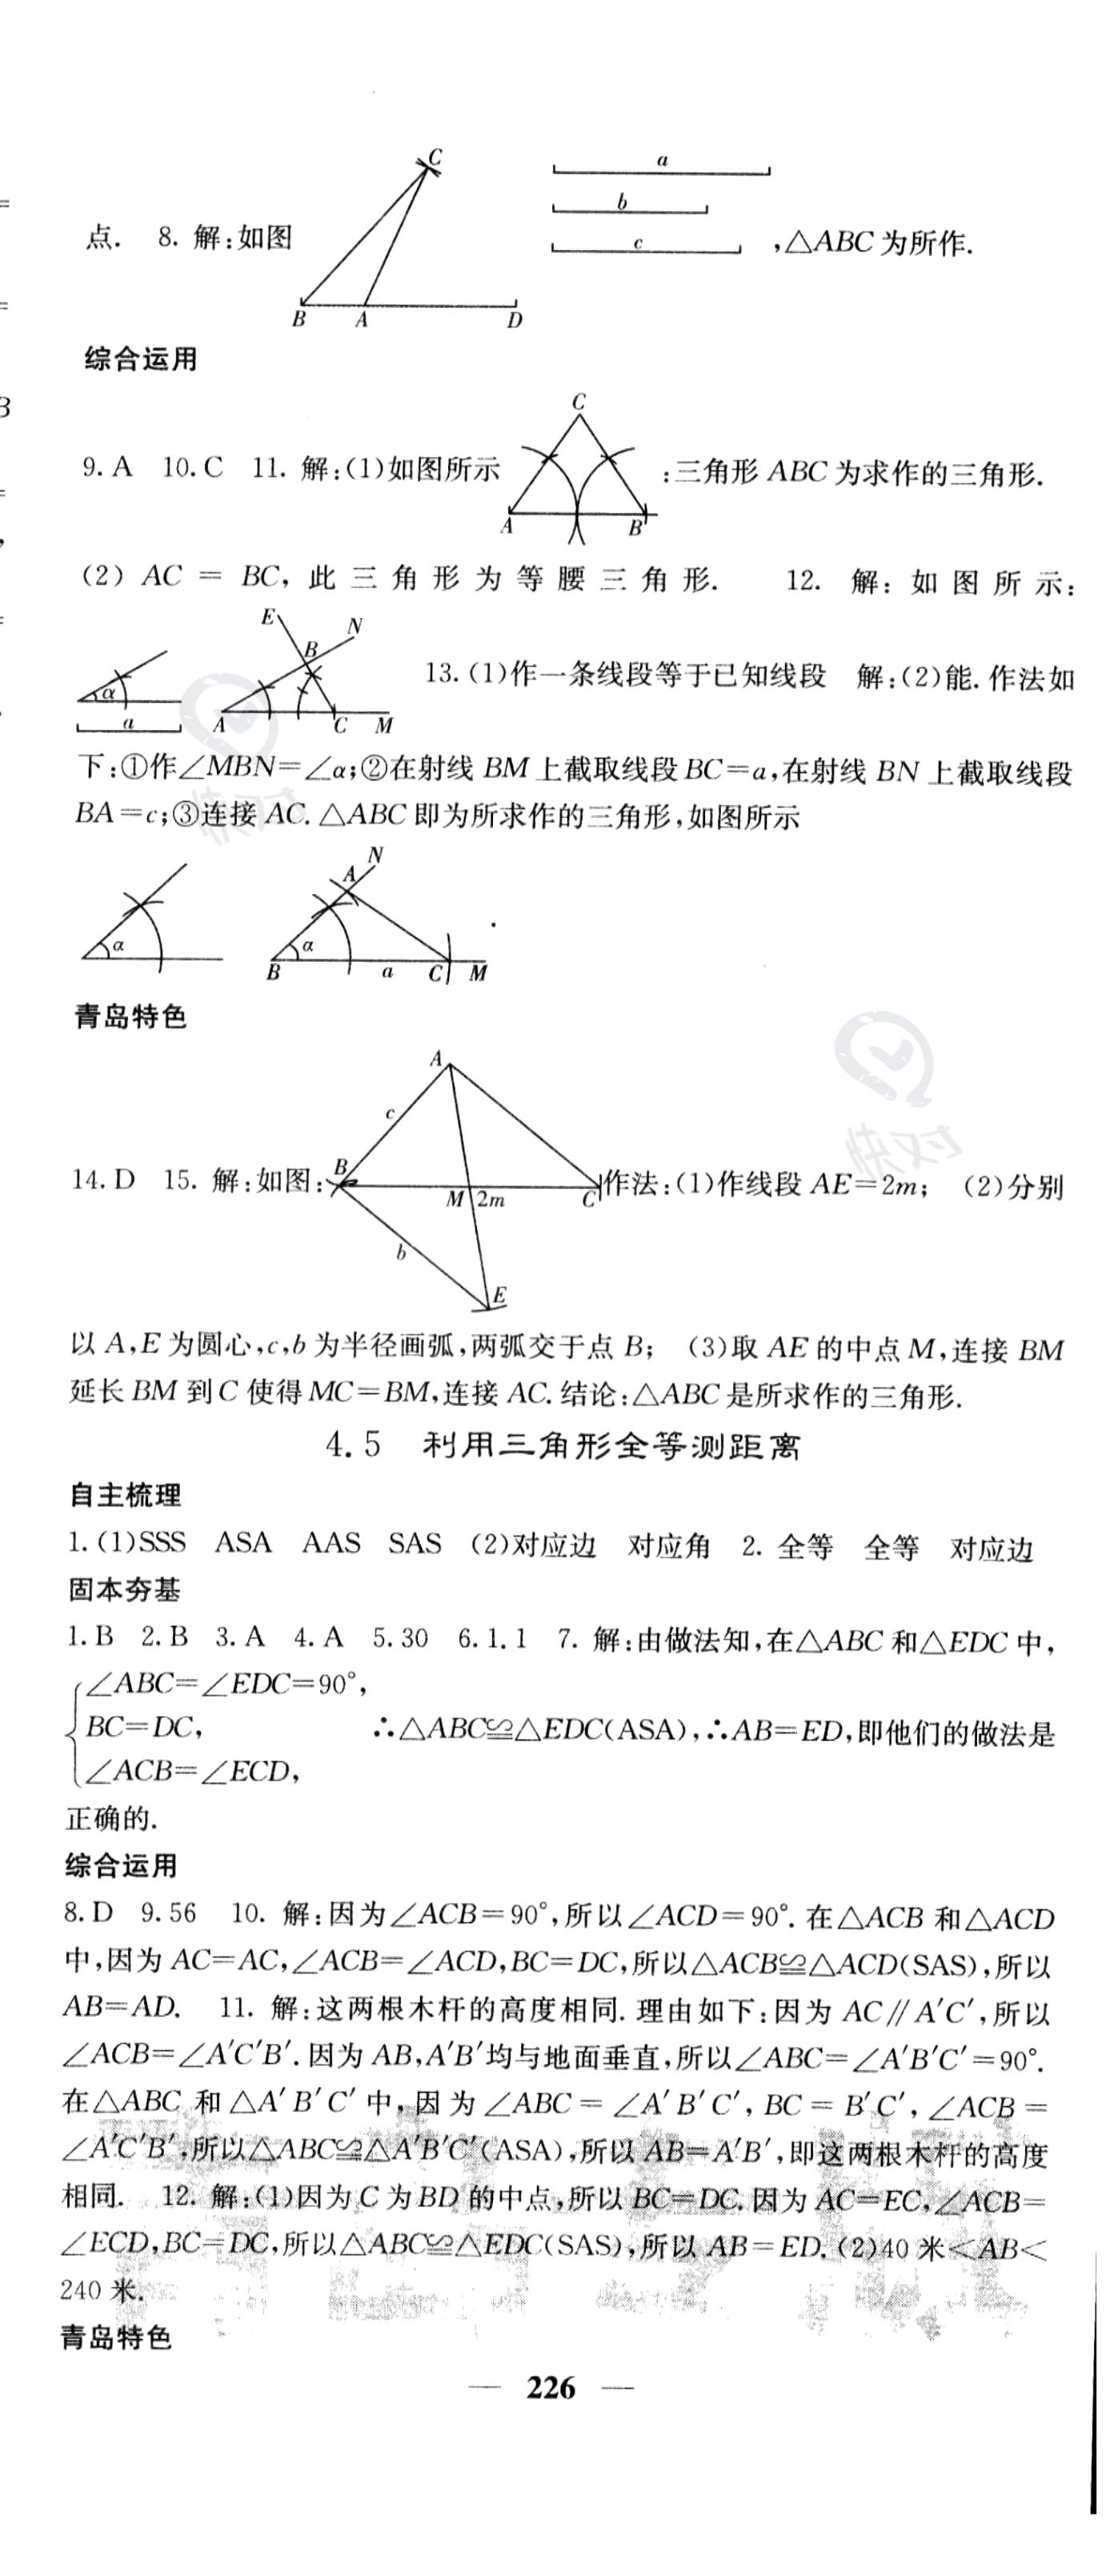 C
a
b
c
点. 8. 解:如图
,△ABC 为所作.
B A D
综合运用
C
9. A 10. C 11. 解:(1)如图所示
:三角形 ABC 为求作的三角形.
A B
(2) AC = BC, 此三角形为等腰三角形. 12. 解:如图所示:
E N
B
α
a
A C M
13. (1)作一条线段等于已知线段 解:(2)能. 作法如
下:①作∠MBN=∠α;②在射线 BM 上截取线段 BC=a,在射线 BN 上截取线段
BA=c;③连接 AC. △ABC 即为所求作的三角形,如图所示
N
A
α α .
B a C M
青岛特色
A
c
14. D 15. 解:如图:
B
M 2m C
作法:(1)作线段 AE=2m; (2)分别
b
E
以 A,E 为圆心,c,b 为半径画弧,两弧交于点 B; (3)取 AE 的中点 M,连接 BM
延长 BM 到 C 使得 MC=BM,连接 AC. 结论:△ABC 是所求作的三角形.
4.5 利用三角形全等测距离
自主梳理
1. (1)SSS ASA AAS SAS (2)对应边 对应角 2. 全等 全等 对应边
固本夯基
1. B 2. B 3. A 4. A 5. 30 6. 1.1 7. 解:由做法知,在△ABC 和△EDC 中,
∠ABC=∠EDC=90°,
BC=DC, ∴△ABC≌△EDC(ASA),∴AB=ED,即他们的做法是
∠ACB=∠ECD,
正确的.
综合运用
8. D 9. 56 10. 解:因为∠ACB=90°,所以∠ACD=90°. 在△ACB 和△ACD
中,因为 AC=AC,∠ACB=∠ACD,BC=DC,所以△ACB≌△ACD(SAS),所以
AB=AD. 11. 解:这两根木杆的高度相同. 理由如下:因为 AC∥A′C′,所以
∠ACB=∠A′C′B′. 因为 AB,A′B′均与地面垂直,所以∠ABC=∠A′B′C′=90°.
在△ABC 和△A′B′C′中,因为∠ABC=∠A′B′C′, BC=B′C′, ∠ACB=
∠A′C′B′,所以△ABC≌△A′B′C′(ASA),所以 AB=A′B′,即这两根木杆的高度
相同. 12. 解:(1)因为 C 为 BD 的中点,所以 BC=DC. 因为 AC=EC,∠ACB=
∠ECD,BC=DC,所以△ABC≌△EDC(SAS),所以 AB=ED. (2)40 米<AB<
240 米.
青岛特色
— 226 —